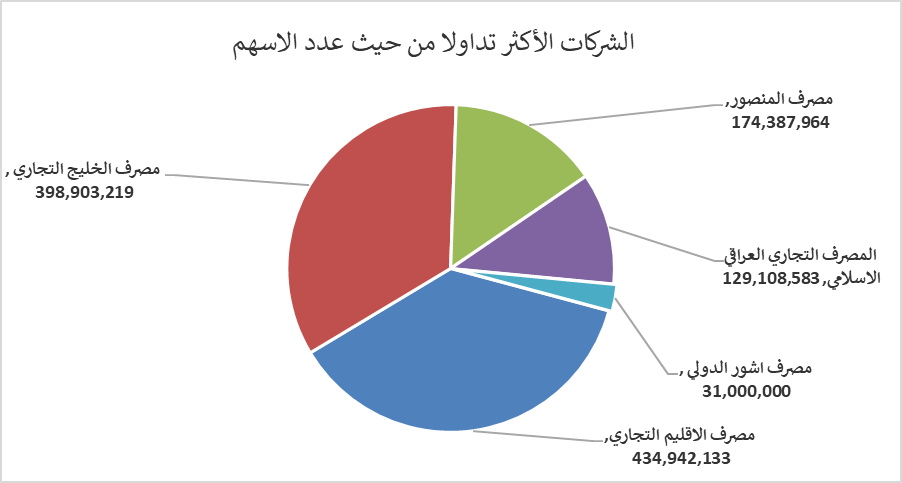 الشركات الأكثر تداولا من حيث عدد الاسهم
مصرف المنصور,
174,387,964
مصرف الخليج التجاري ,
398,903,219
المصرف التجاري العراقي
الاسلامي, 129,108,583
مصرف اشور الدولي ,
31,000,000
مصرف الاقليم التجاري,
434,942,133